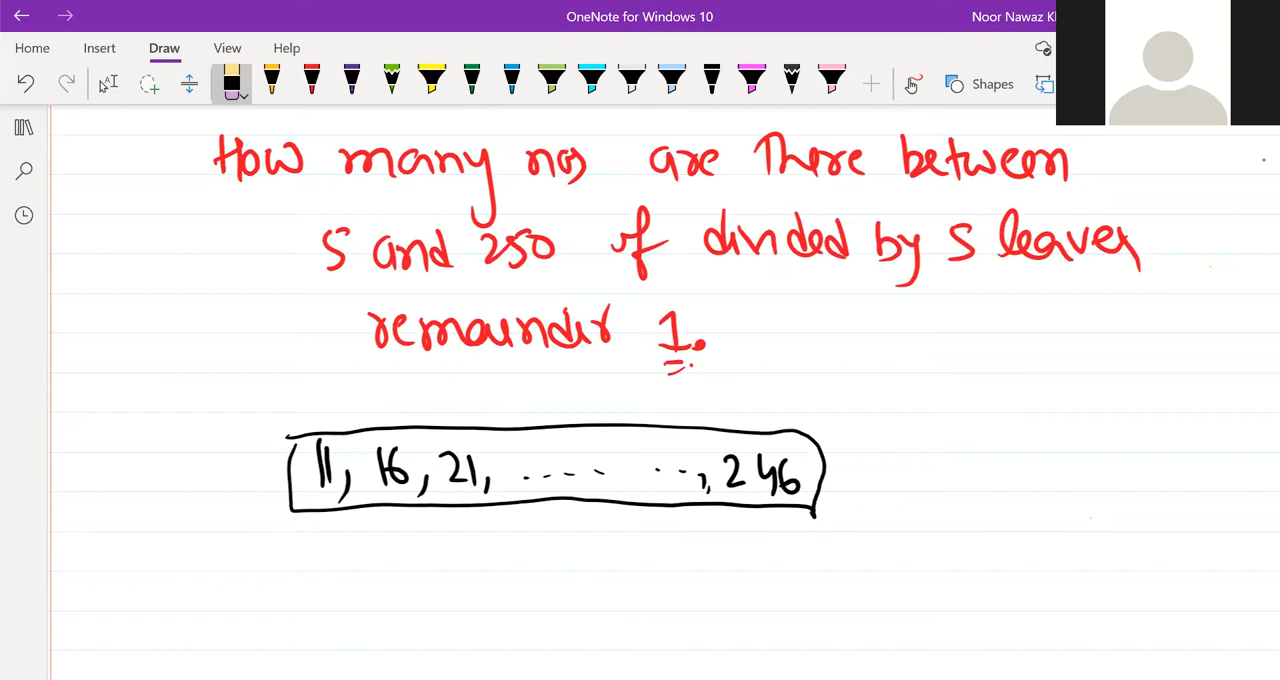 OneNote for Windows 10
Noor Nawaz Kh
Home Insert Draw View Help
Shapes
How many nos are there between
5 and 250 if divided by 5 leaves
remainder 1.
11, 16, 21, .... ..., 246